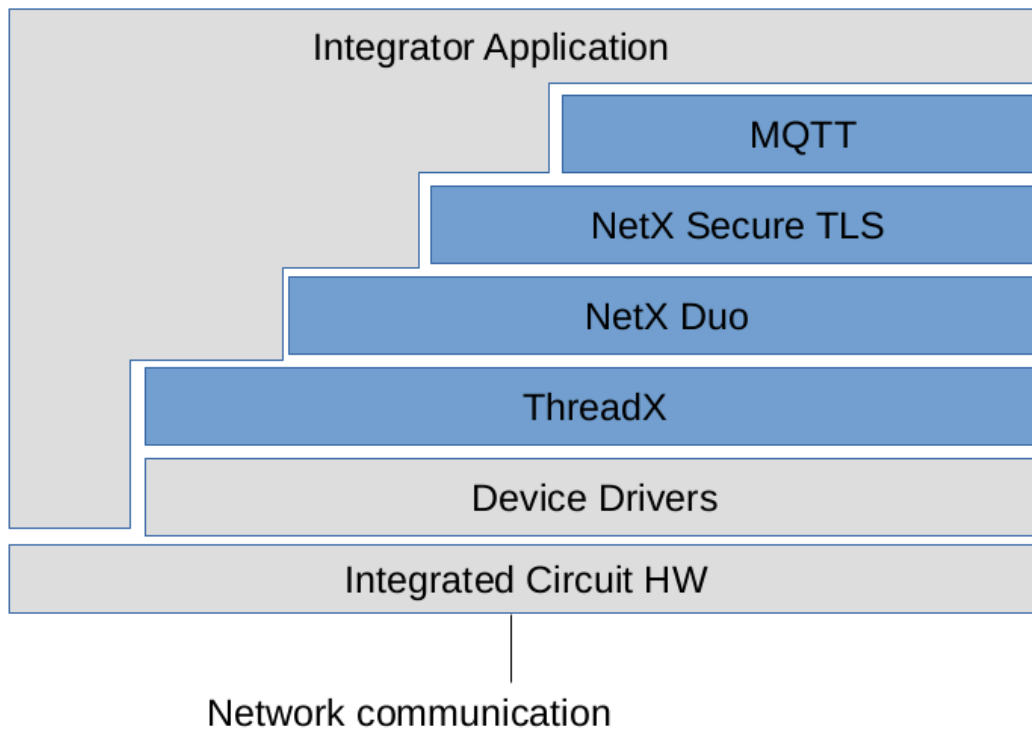 Integrator Application
MQTT
NetX Secure TLS
NetX Duo
ThreadX
Device Drivers
Integrated Circuit HW
Network communication